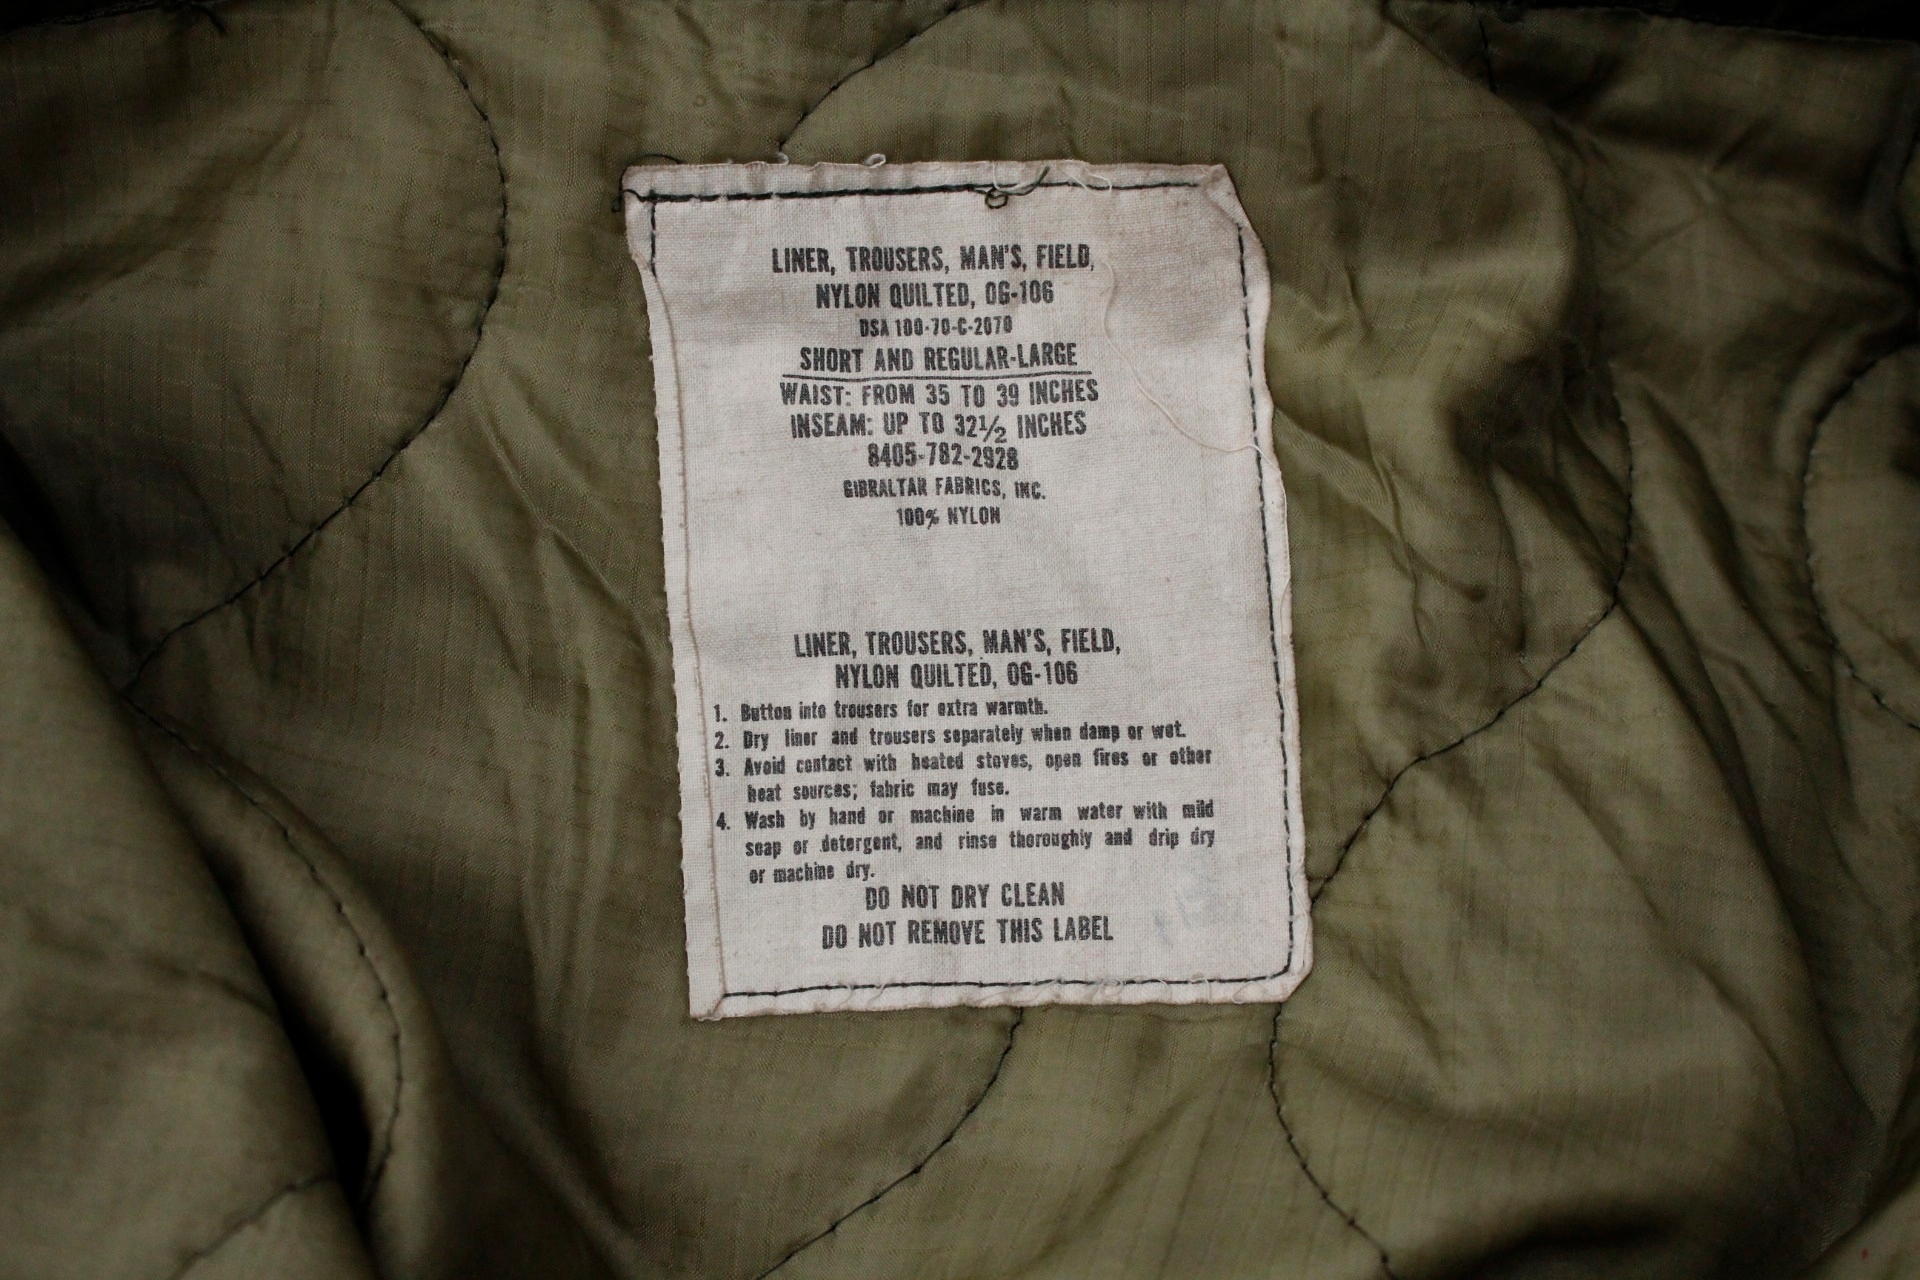 LINER, TROUSERS, MAN'S, FIELD,
NYLON QUILTED, OG-106
DSA 100-70-C-2070
SHORT AND REGULAR-LARGE
WAIST: FROM 35 TO 39 INCHES
INSEAM: UP TO 32½ INCHES
8405-782-2928
GIBRALTAR FABRICS, INC.
100% NYLON
LINER, TROUSERS, MAN'S, FIELD,
NYLON QUILTED, OG-106
1. Button into trousers for extra warmth.
2. Dry liner and trousers separately when damp or wet.
3. Avoid contact with heated stoves, open fires or other
heat sources; fabric may fuse.
4. Wash by hand or machine in warm water with mild
soap or detergent, and rinse thoroughly and drip dry
or machine dry.
DO NOT DRY CLEAN
DO NOT REMOVE THIS LABEL